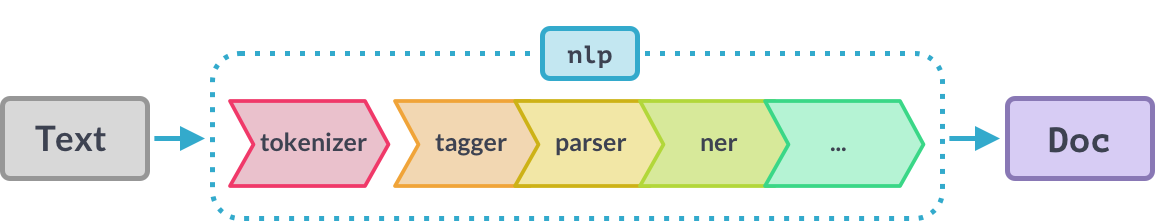 nlp
Text
tokenizer
tagger
parser
ner
...
Doc